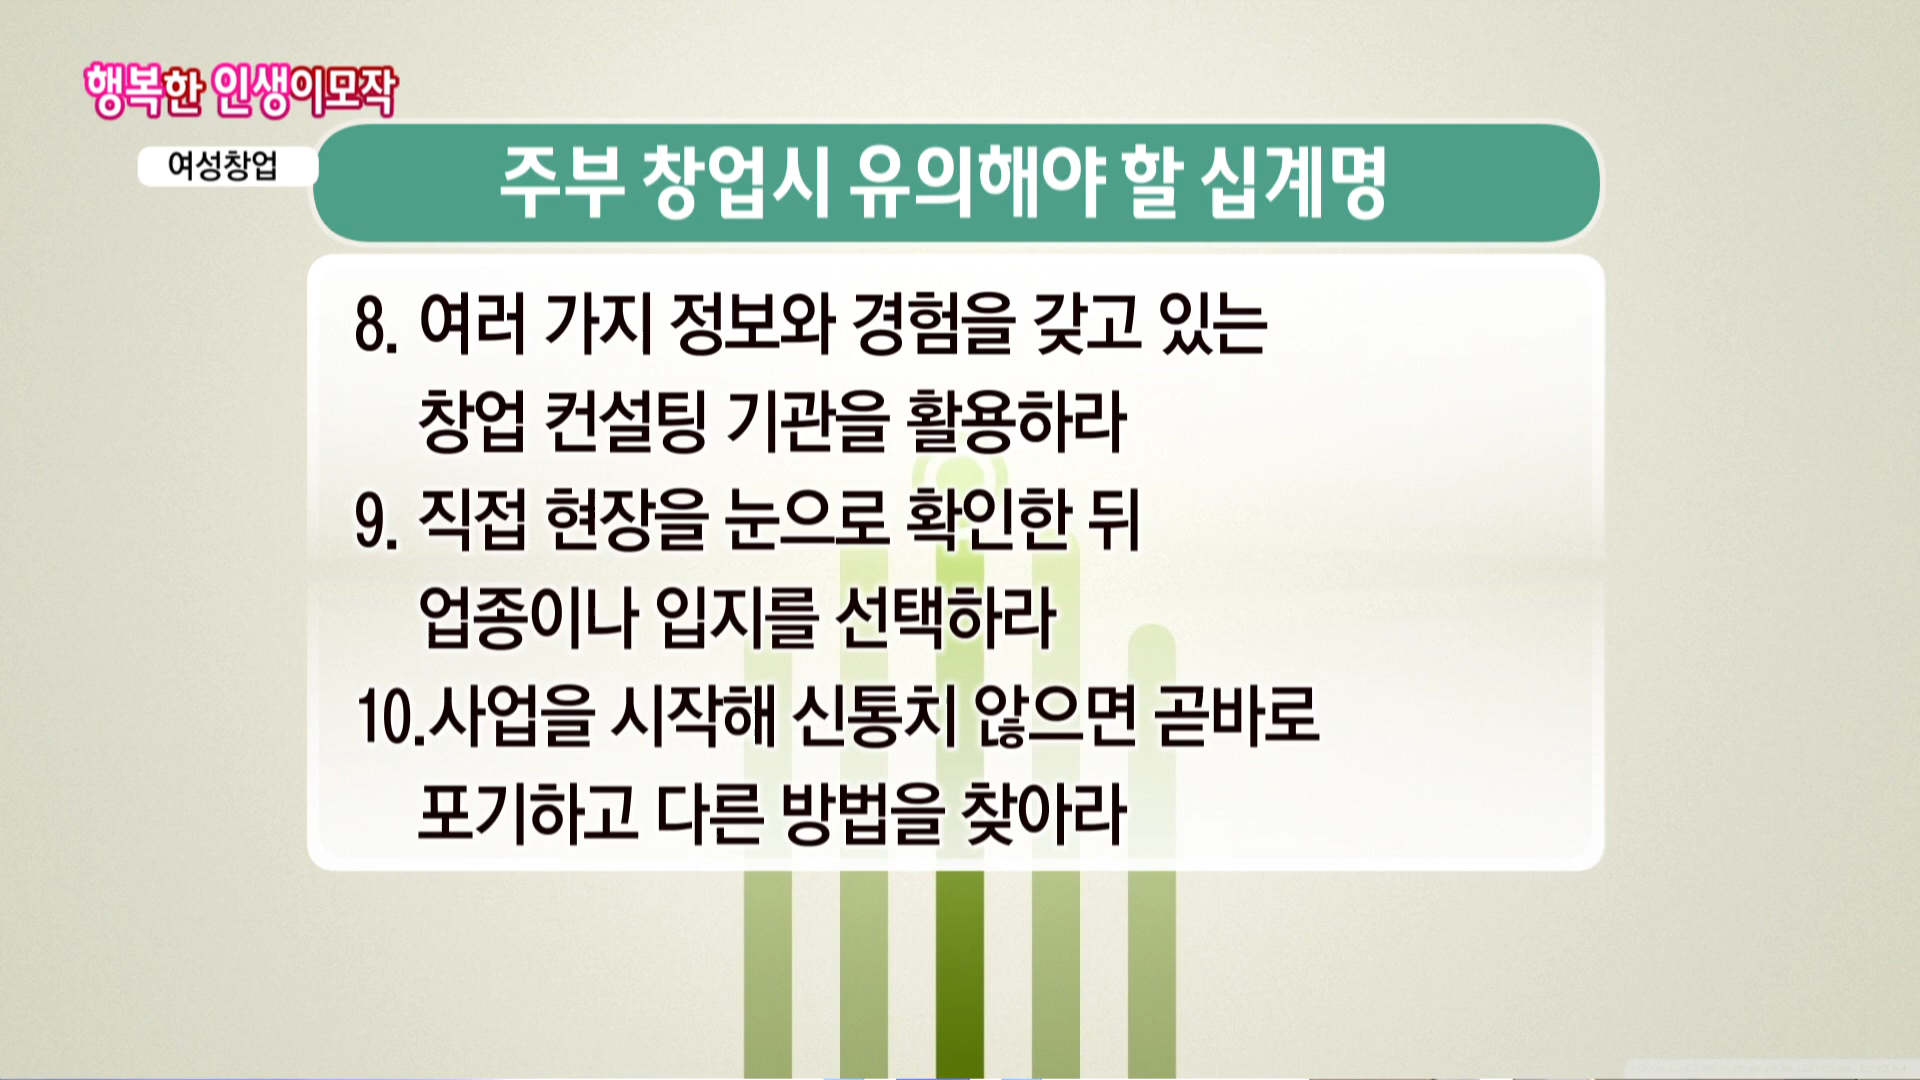 행복한 인생이모작
여성창업
주부 창업시 유의해야 할 십계명
8. 여러 가지 정보와 경험을 갖고 있는
창업 컨설팅 기관을 활용하라
9. 직접 현장을 눈으로 확인한 뒤
업종이나 입지를 선택하라
10.사업을 시작해 신통치 않으면 곧바로
포기하고 다른 방법을 찾아라